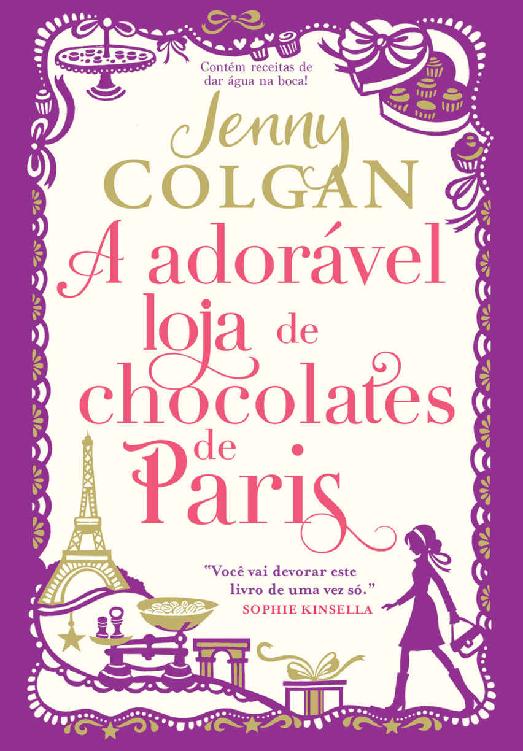 Contém receitas de
dar água na boca!
Jenny
COLGAN
A adorável
loja de
chocolates
de
Paris
“Você vai devorar este
livro de uma vez só.”
SOPHIE KINSELLA